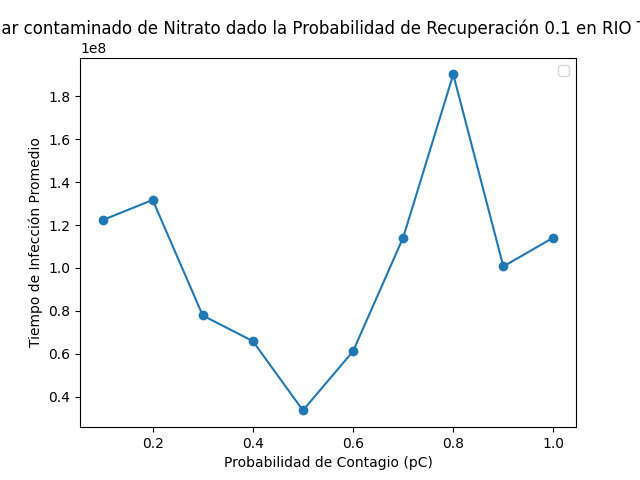 ar contaminado de Nitrato dado la Probabilidad de Recuperación 0.1 en RIO
1e8
1.8
1.6
1.4
1.2
1.0
0.8
0.6
0.4
Tiempo de Infección Promedio
0.2 0.4 0.6 0.8 1.0
Probabilidad de Contagio (pC)